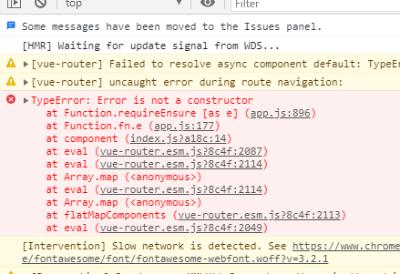 top
Filter
Some messages have been moved to the Issues panel.
[HMR] Waiting for update signal from WDS...
[vue-router] Failed to resolve async component default: TypeEr
[vue-router] uncaught error during route navigation:
TypeError: Error is not a constructor
at Function.requireEnsure [as e] (app.js:896)
at Function.fn.e (app.js:177)
at component (index.js?a18c:14)
at eval (vue-router.esm.js?8c4f:2087)
at eval (vue-router.esm.js?8c4f:2114)
at Array.map (<anonymous>)
at eval (vue-router.esm.js?8c4f:2114)
at Array.map (<anonymous>)
at flatMapComponents (vue-router.esm.js?8c4f:2113)
at eval (vue-router.esm.js?8c4f:2049)
[Intervention] Slow network is detected. See https://www.chrome
e/fontawesome/font/fontawesome-webfont.woff?v=3.2.1